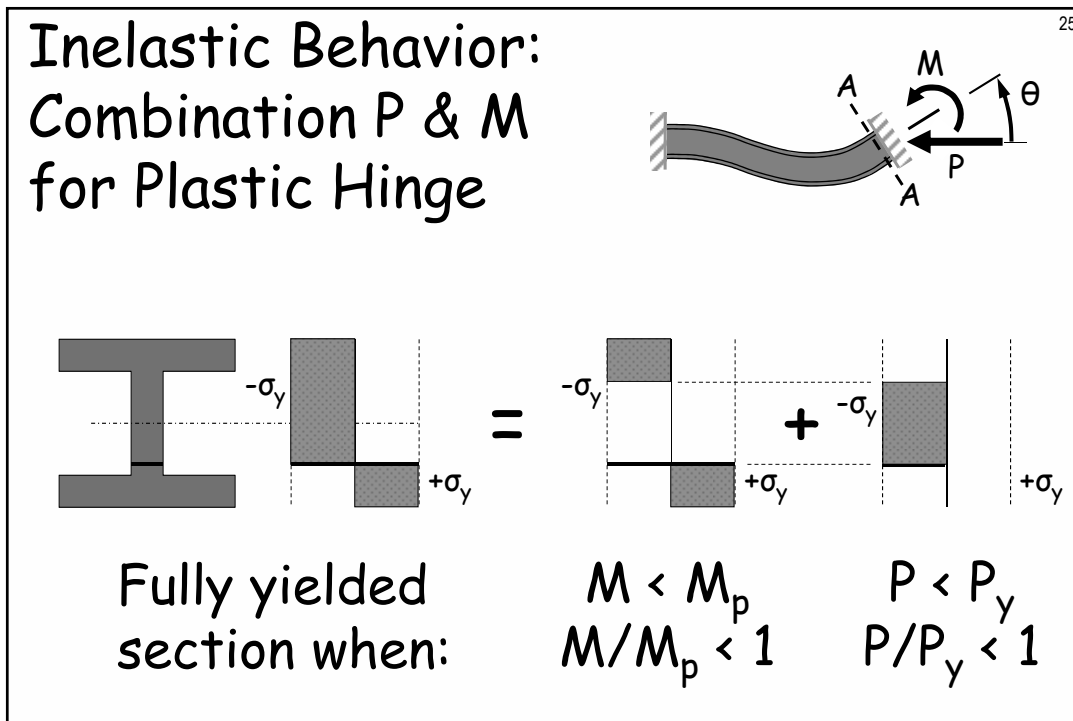 25
Inelastic Behavior:
Combination P & M
for Plastic Hinge
M
A
θ
P
A
-σy
+σy
=
-σy
+σy
+
-σy
+σy
Fully yielded
section when:
M < Mp
M/Mp < 1
P < Py
P/Py < 1